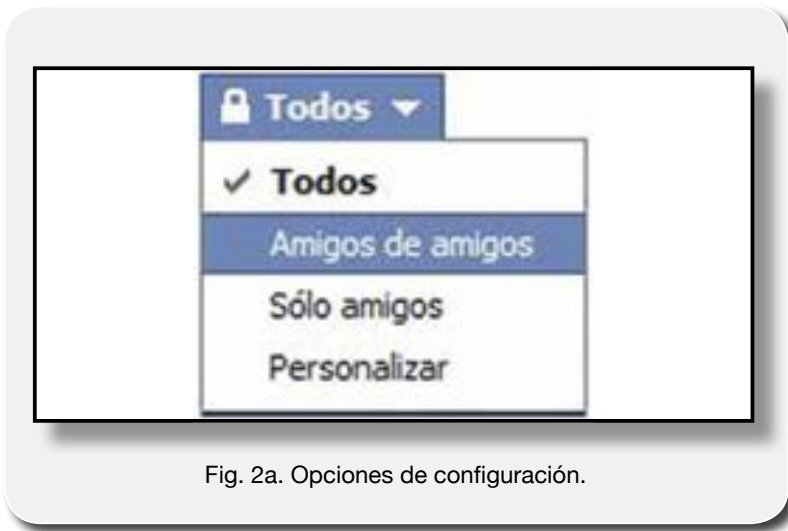 Todos
Todos
Amigos de amigos
Sólo amigos
Personalizar
Fig. 2a. Opciones de configuración.